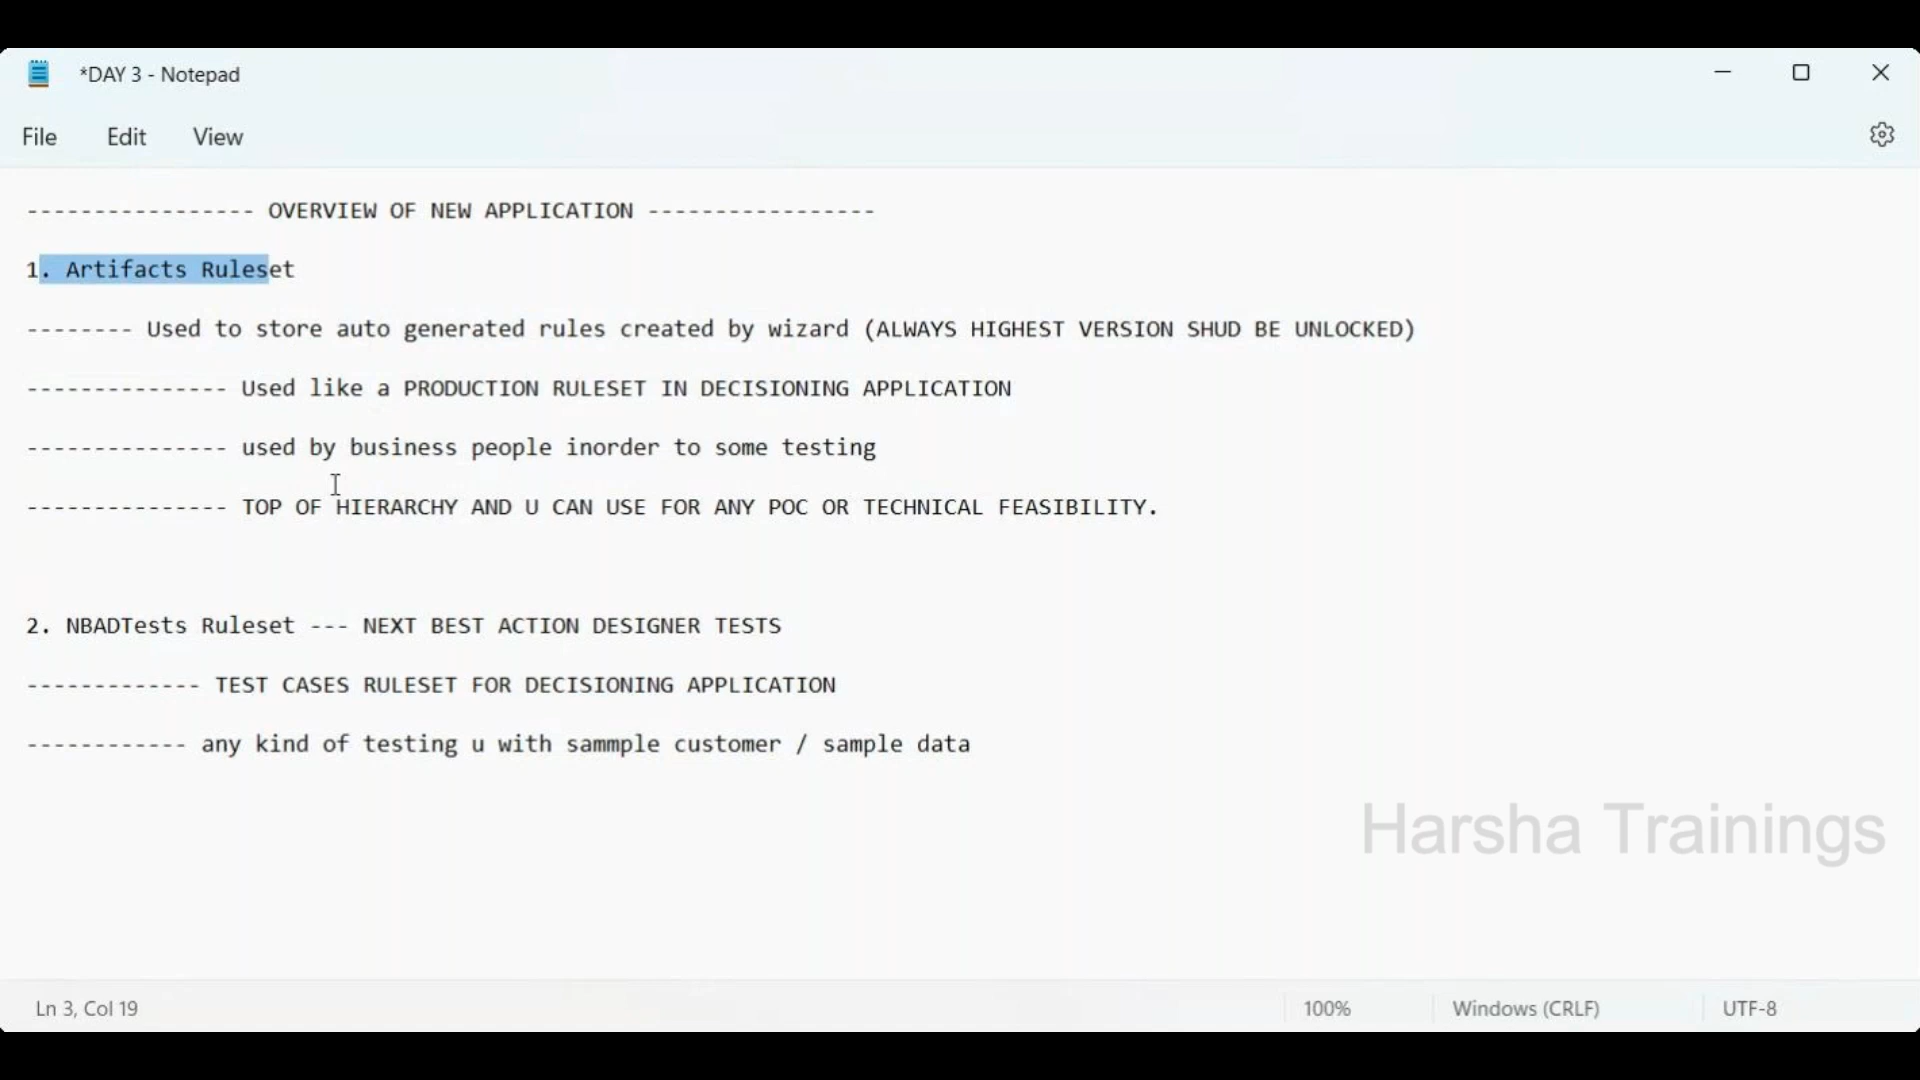 *DAY 3 - Notepad
File Edit View
----------------- OVERVIEW OF NEW APPLICATION -----------------
1. Artifacts Ruleset
-------- Used to store auto generated rules created by wizard (ALWAYS HIGHEST VERSION SHUD BE UNLOCKED)
--------------- Used like a PRODUCTION RULESET IN DECISIONING APPLICATION
--------------- used by business people inorder to some testing
--------------- TOP OF HIERARCHY AND U CAN USE FOR ANY POC OR TECHNICAL FEASIBILITY.
2. NBADTests Ruleset --- NEXT BEST ACTION DESIGNER TESTS
------------- TEST CASES RULESET FOR DECISIONING APPLICATION
------------ any kind of testing u with sammple customer / sample data
Harsha Trainings
Ln 3, Col 19 100% Windows (CRLF) UTF-8